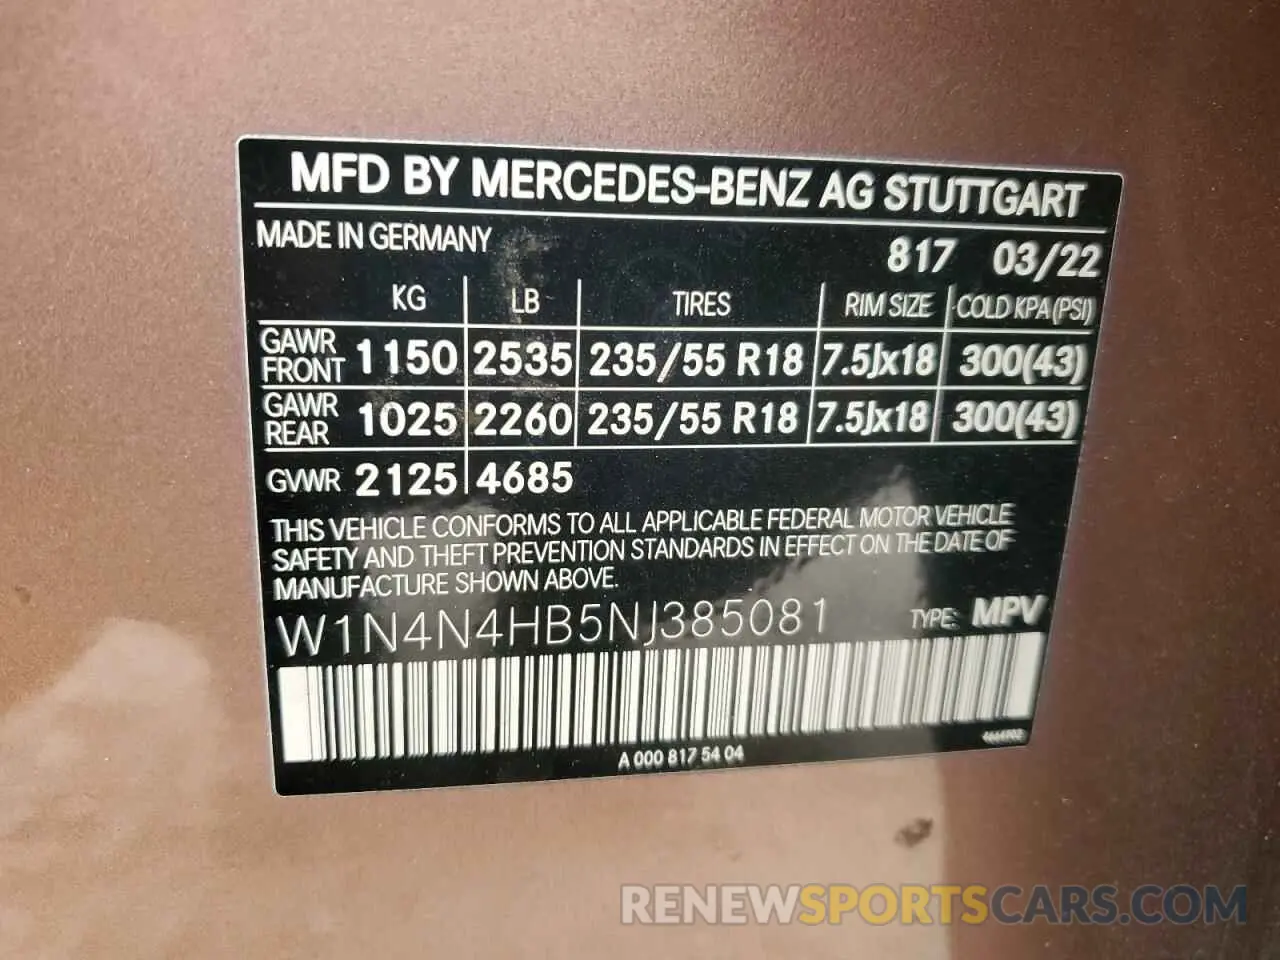 MFD BY MERCEDES-BENZ AG STUTTGART
MADE IN GERMANY 817 03/22
KG LB TIRES RIM SIZE COLD KPA (PSI)
GAWR FRONT 1150 2535 235/55 R18 7.5Jx18 300(43)
GAWR REAR 1025 2260 235/55 R18 7.5Jx18 300(43)
GVWR 2125 4685
THIS VEHICLE CONFORMS TO ALL APPLICABLE FEDERAL MOTOR VEHICLE
SAFETY AND THEFT PREVENTION STANDARDS IN EFFECT ON THE DATE OF
MANUFACTURE SHOWN ABOVE.
W1N4N4HB5NJ385081 TYPE: MPV
A 000 817 54 04
RENEWSPORTSCARS.COM